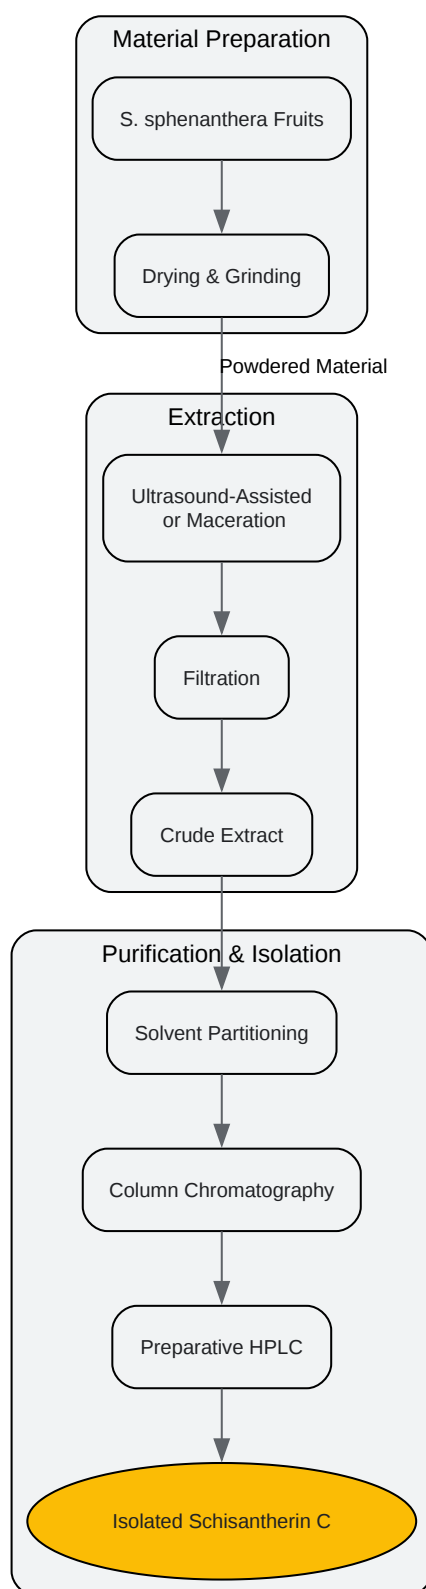 Material Preparation
S. sphenanthera Fruits
Drying & Grinding
Powdered Material
Extraction
Ultrasound-Assisted
or Maceration
Filtration
Crude Extract
Purification & Isolation
Solvent Partitioning
Column Chromatography
Preparative HPLC
Isolated Schisantherin C